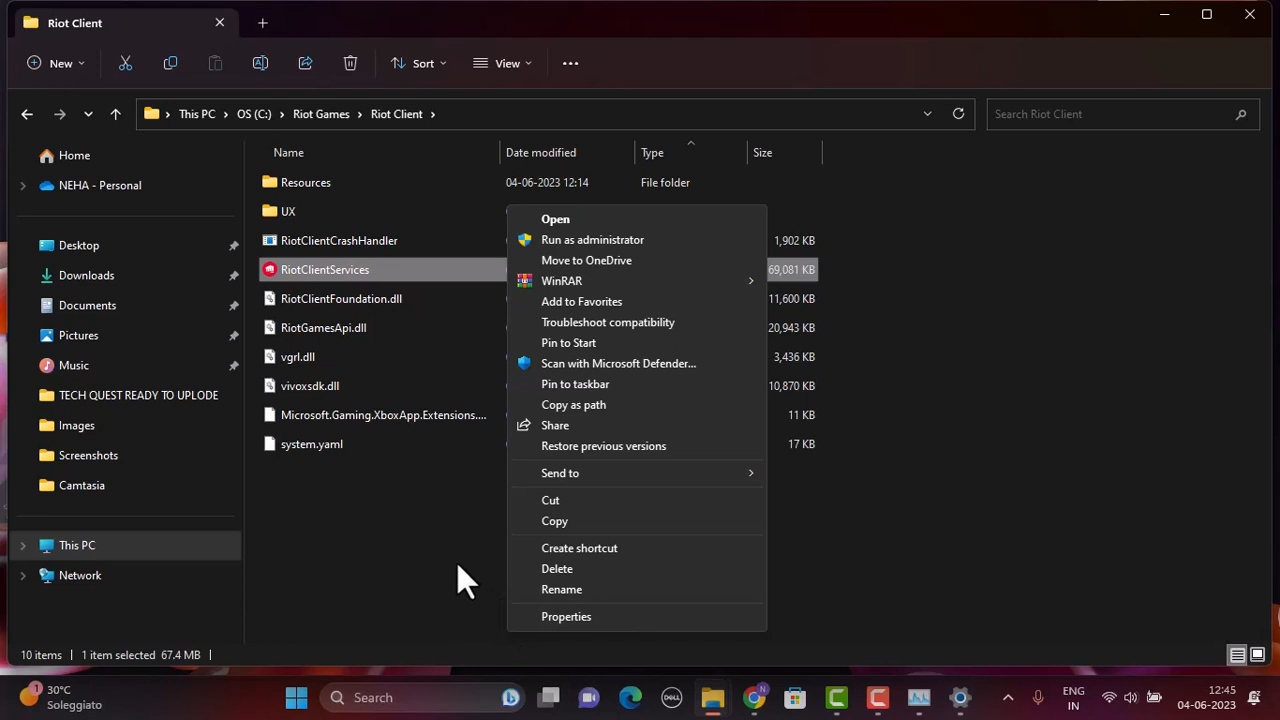 Riot Client
New
Sort
View
This PC > OS (C:) > Riot Games > Riot Client >
Search Riot Client
Home
NEHA - Personal
Desktop
Downloads
Documents
Pictures
Music
TECH QUEST READY TO UPLODE
Images
Screenshots
Camtasia
This PC
Network
Name Date modified Type Size
Resources 04-06-2023 12:14 File folder
UX
RiotClientCrashHandler 1,902 KB
RiotClientServices 69,081 KB
RiotClientFoundation.dll 11,600 KB
RiotGamesApi.dll 20,943 KB
vgrl.dll 3,436 KB
vivoxsdk.dll 10,870 KB
Microsoft.Gaming.XboxApp.Extensions.... 11 KB
system.yaml 17 KB
Open
Run as administrator
Move to OneDrive
WinRAR
Add to Favorites
Troubleshoot compatibility
Pin to Start
Scan with Microsoft Defender...
Pin to taskbar
Copy as path
Share
Restore previous versions
Send to
Cut
Copy
Create shortcut
Delete
Rename
Properties
10 items 1 item selected 67.4 MB
1
30°C
Soleggiato
Search
DELL
N
ENG
IN
12:45
04-06-2023